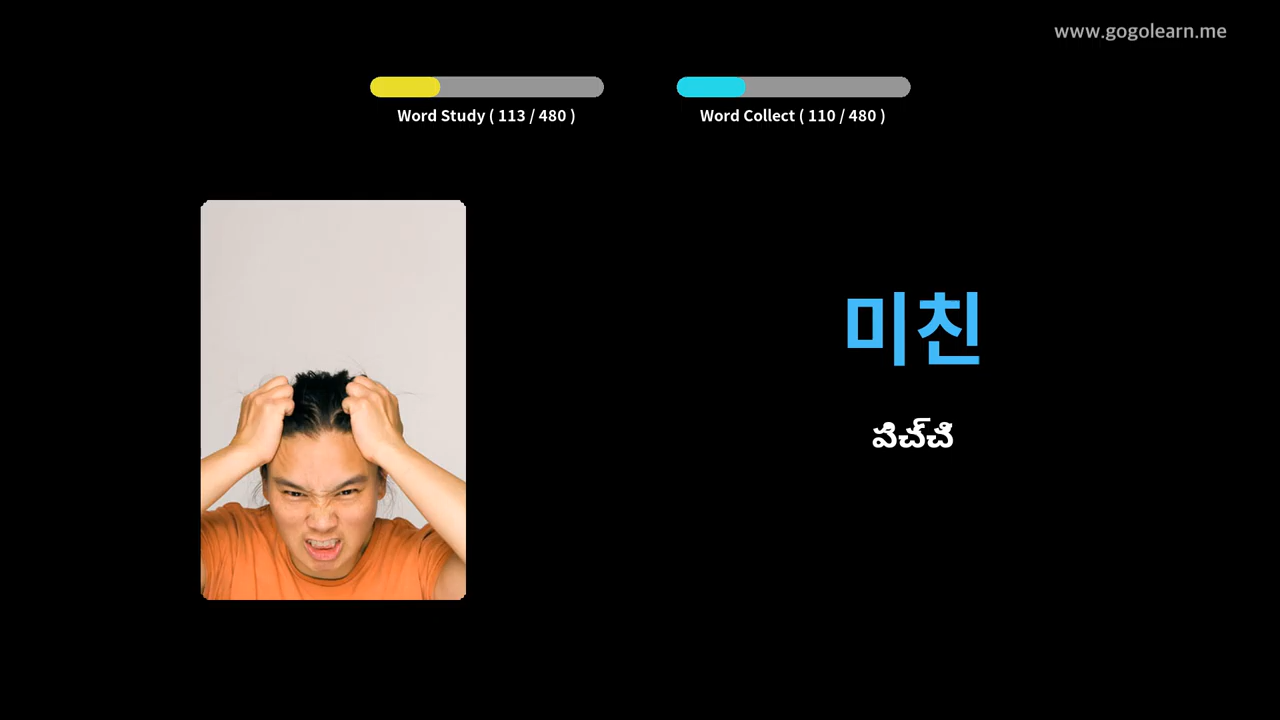 www.gogolearn.me
Word Study ( 113 / 480 )
Word Collect ( 110 / 480 )
미친
పిచ్చి